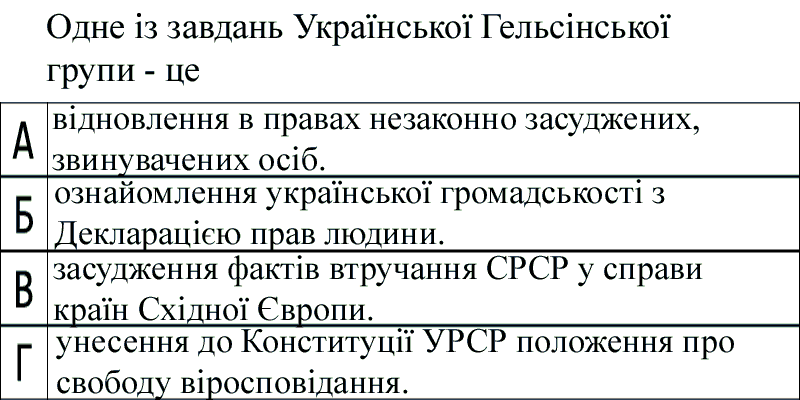 Одне із завдань Української Гельсінської
групи - це
А
відновлення в правах незаконно засуджених,
звинувачених осіб.
Б
ознайомлення української громадськості з
Декларацією прав людини.
В
засудження фактів втручання СРСР у справи
країн Східної Європи.
Г
унесення до Конституції УРСР положення про
свободу віросповідання.